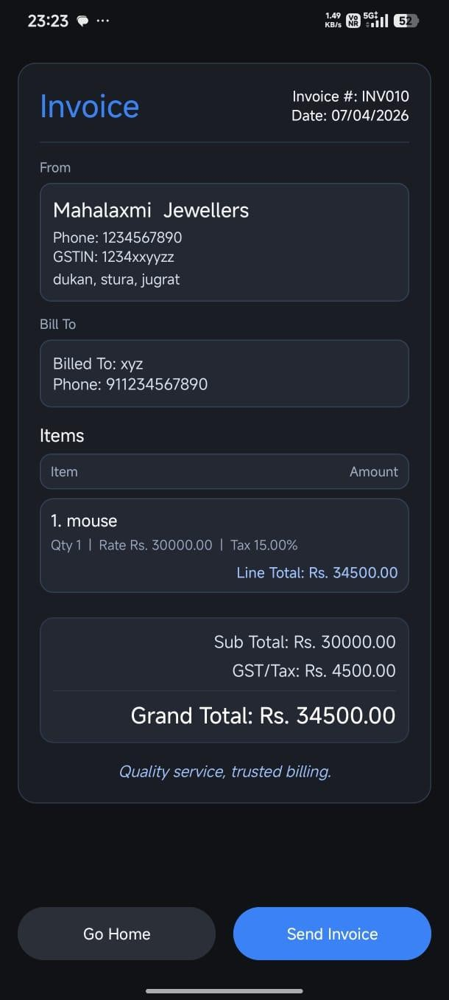 23:23 ...
1.49 KB/s Vo NR 5G 52
Invoice
Invoice #: INV010
Date: 07/04/2026
From
Mahalaxmi  Jewellers
Phone: 1234567890
GSTIN: 1234xxyyzz
dukan, stura, jugrat
Bill To
Billed To: xyz
Phone: 911234567890
Items
Item Amount
1. mouse
Qty 1 | Rate Rs. 30000.00 | Tax 15.00%
Line Total: Rs. 34500.00
Sub Total: Rs. 30000.00
GST/Tax: Rs. 4500.00
Grand Total: Rs. 34500.00
Quality service, trusted billing.
Go Home Send Invoice